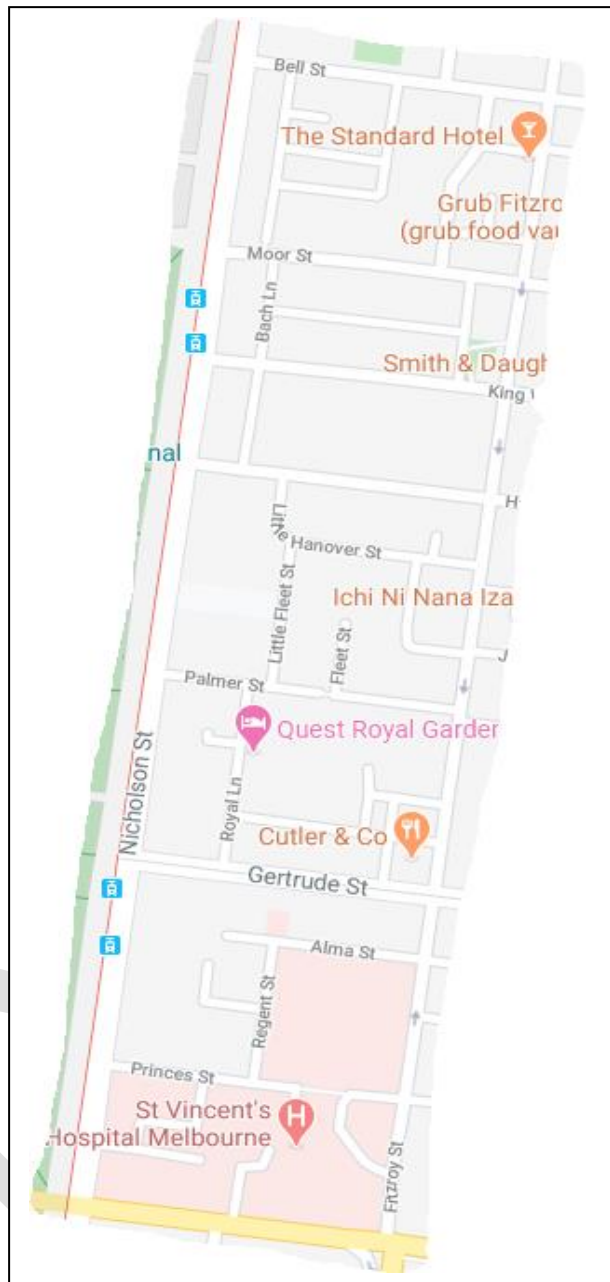 Bell St
The Standard Hotel
Grub Fitzro
(grub food vau
Moor St
Bach Ln
Smith & Daugh
King
nal
H
Little Hanover St
Ichi Ni Nana Iza
Little Fleet St
Fleet St
J
Palmer St
Quest Royal Garden
Nicholson St
Royal Ln
Cutler & Co
Gertrude St
Alma St
Regent St
Princes St
St Vincent's
Hospital Melbourne
H
Fitzroy St